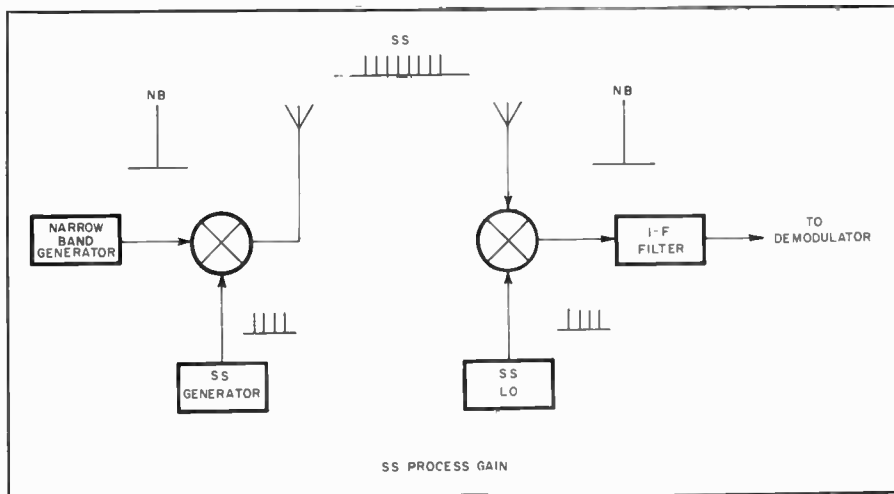 SS
NB
NB
NARROW
BAND
GENERATOR
I-F
FILTER
TO
DEMODULATOR
SS
GENERATOR
SS
LO
SS PROCESS GAIN